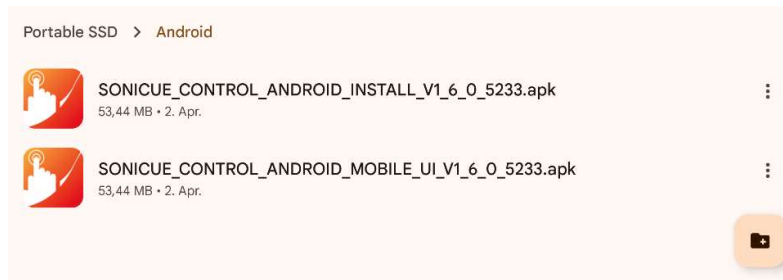 Portable SSD > Android
SONICUE_CONTROL_ANDROID_INSTALL_V1_6_0_5233.apk
53,44 MB • 2. Apr.
SONICUE_CONTROL_ANDROID_MOBILE_UI_V1_6_0_5233.apk
53,44 MB • 2. Apr.